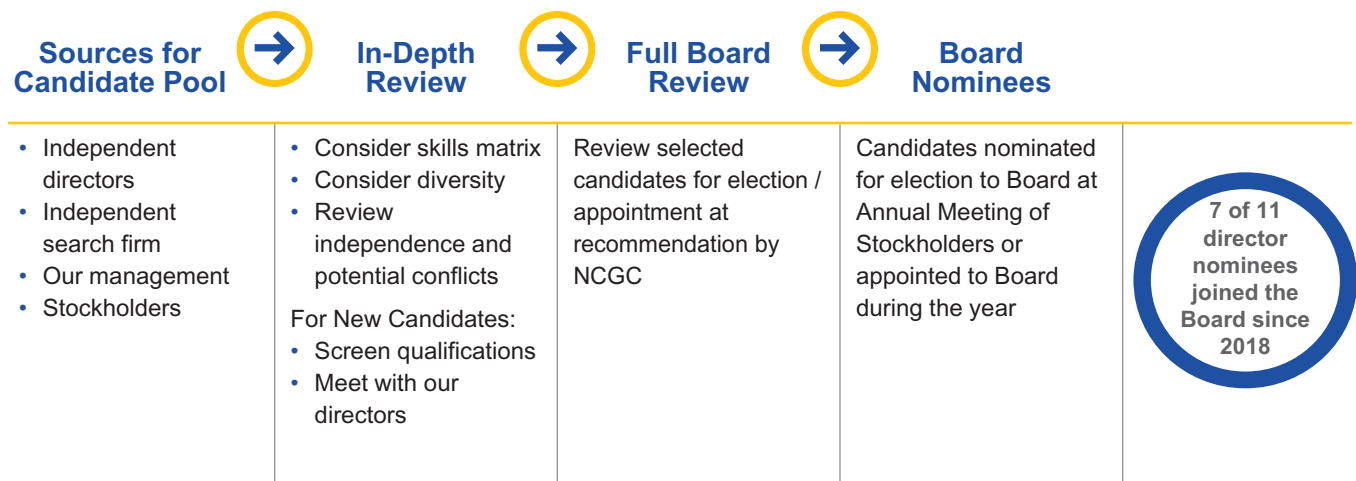 Sources for
Candidate Pool
In-Depth
Review
Full Board
Review
Board
Nominees
• Independent
directors
• Independent
search firm
• Our management
• Stockholders
• Consider skills matrix
• Consider diversity
• Review
independence and
potential conflicts
For New Candidates:
• Screen qualifications
• Meet with our
directors
Review selected
candidates for election /
appointment at
recommendation by
NCGC
Candidates nominated
for election to Board at
Annual Meeting of
Stockholders or
appointed to Board
during the year
7 of 11
director
nominees
joined the
Board since
2018